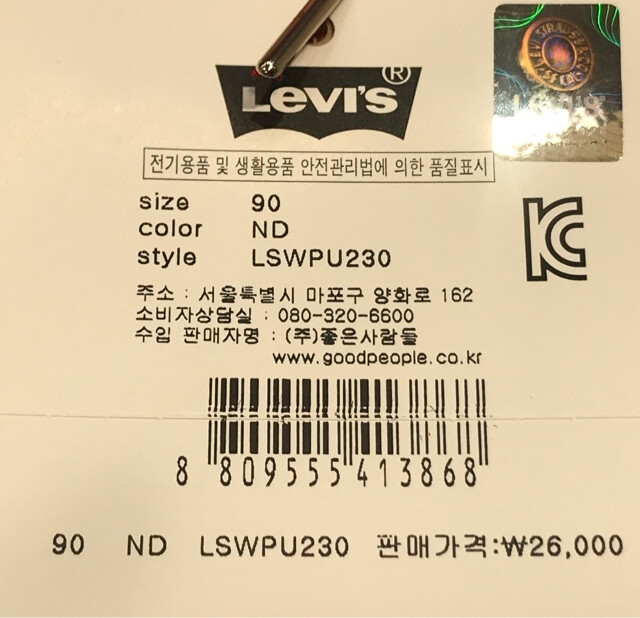 Levi's®
전기용품 및 생활용품 안전관리법에 의한 품질표시
size 90
color ND
style LSWPU230
주소 : 서울특별시 마포구 양화로 162
소비자상담실 : 080-320-6600
수입 판매자명 : (주)좋은사람들
www.goodpeople.co.kr
8 809555 413868
90 ND LSWPU230 판매가격:₩26,000